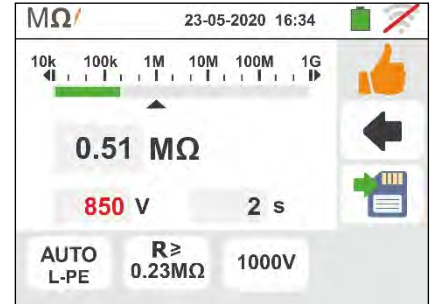 MΩ 23-05-2020 16:34
10k 100k 1M 10M 100M 1G
0.51 MΩ
850 V 2 s
AUTO L-PE
R≥ 0.23MΩ
1000V